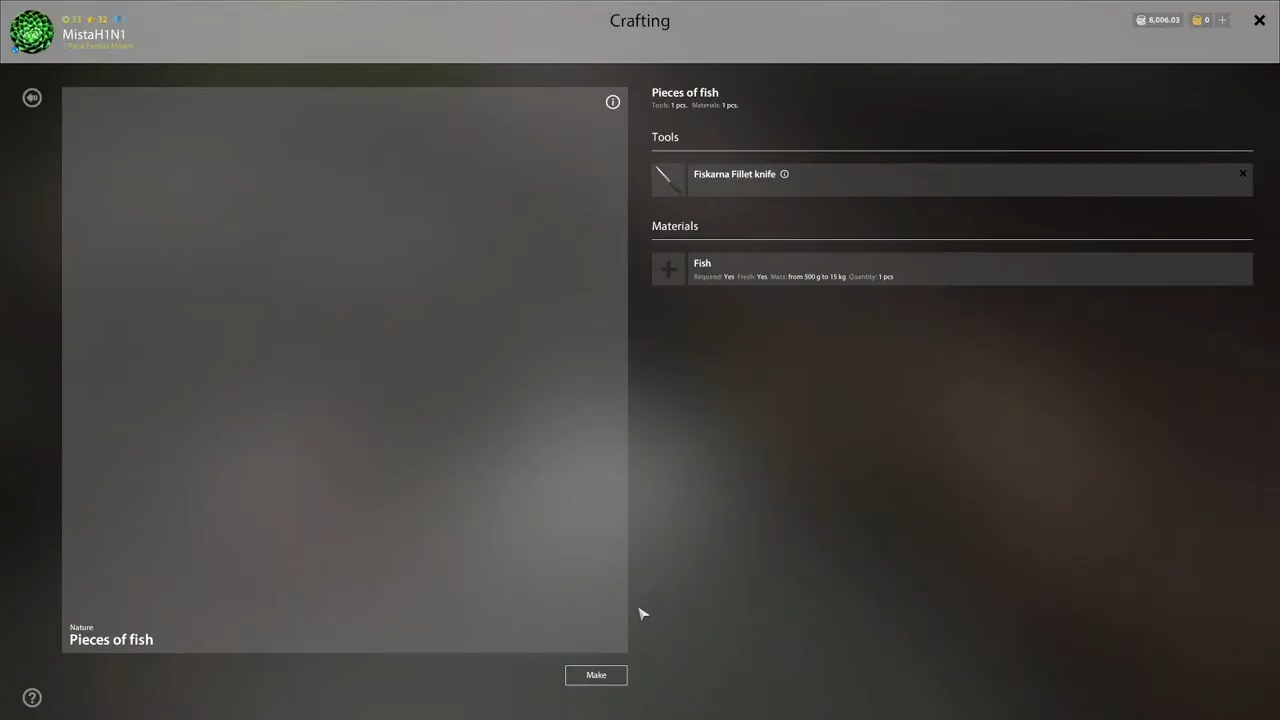 33 32
MistaH1N1
Crafting
8,006.03 0 +
Pieces of fish
Tools: 1 pcs. Materials: 1 pcs.
Tools
Fiskarna Fillet knife
Materials
Fish
Required: Yes Fresh: Yes Mass: from 500 g to 15 kg Quantity: 1 pcs
Nature
Pieces of fish
Make